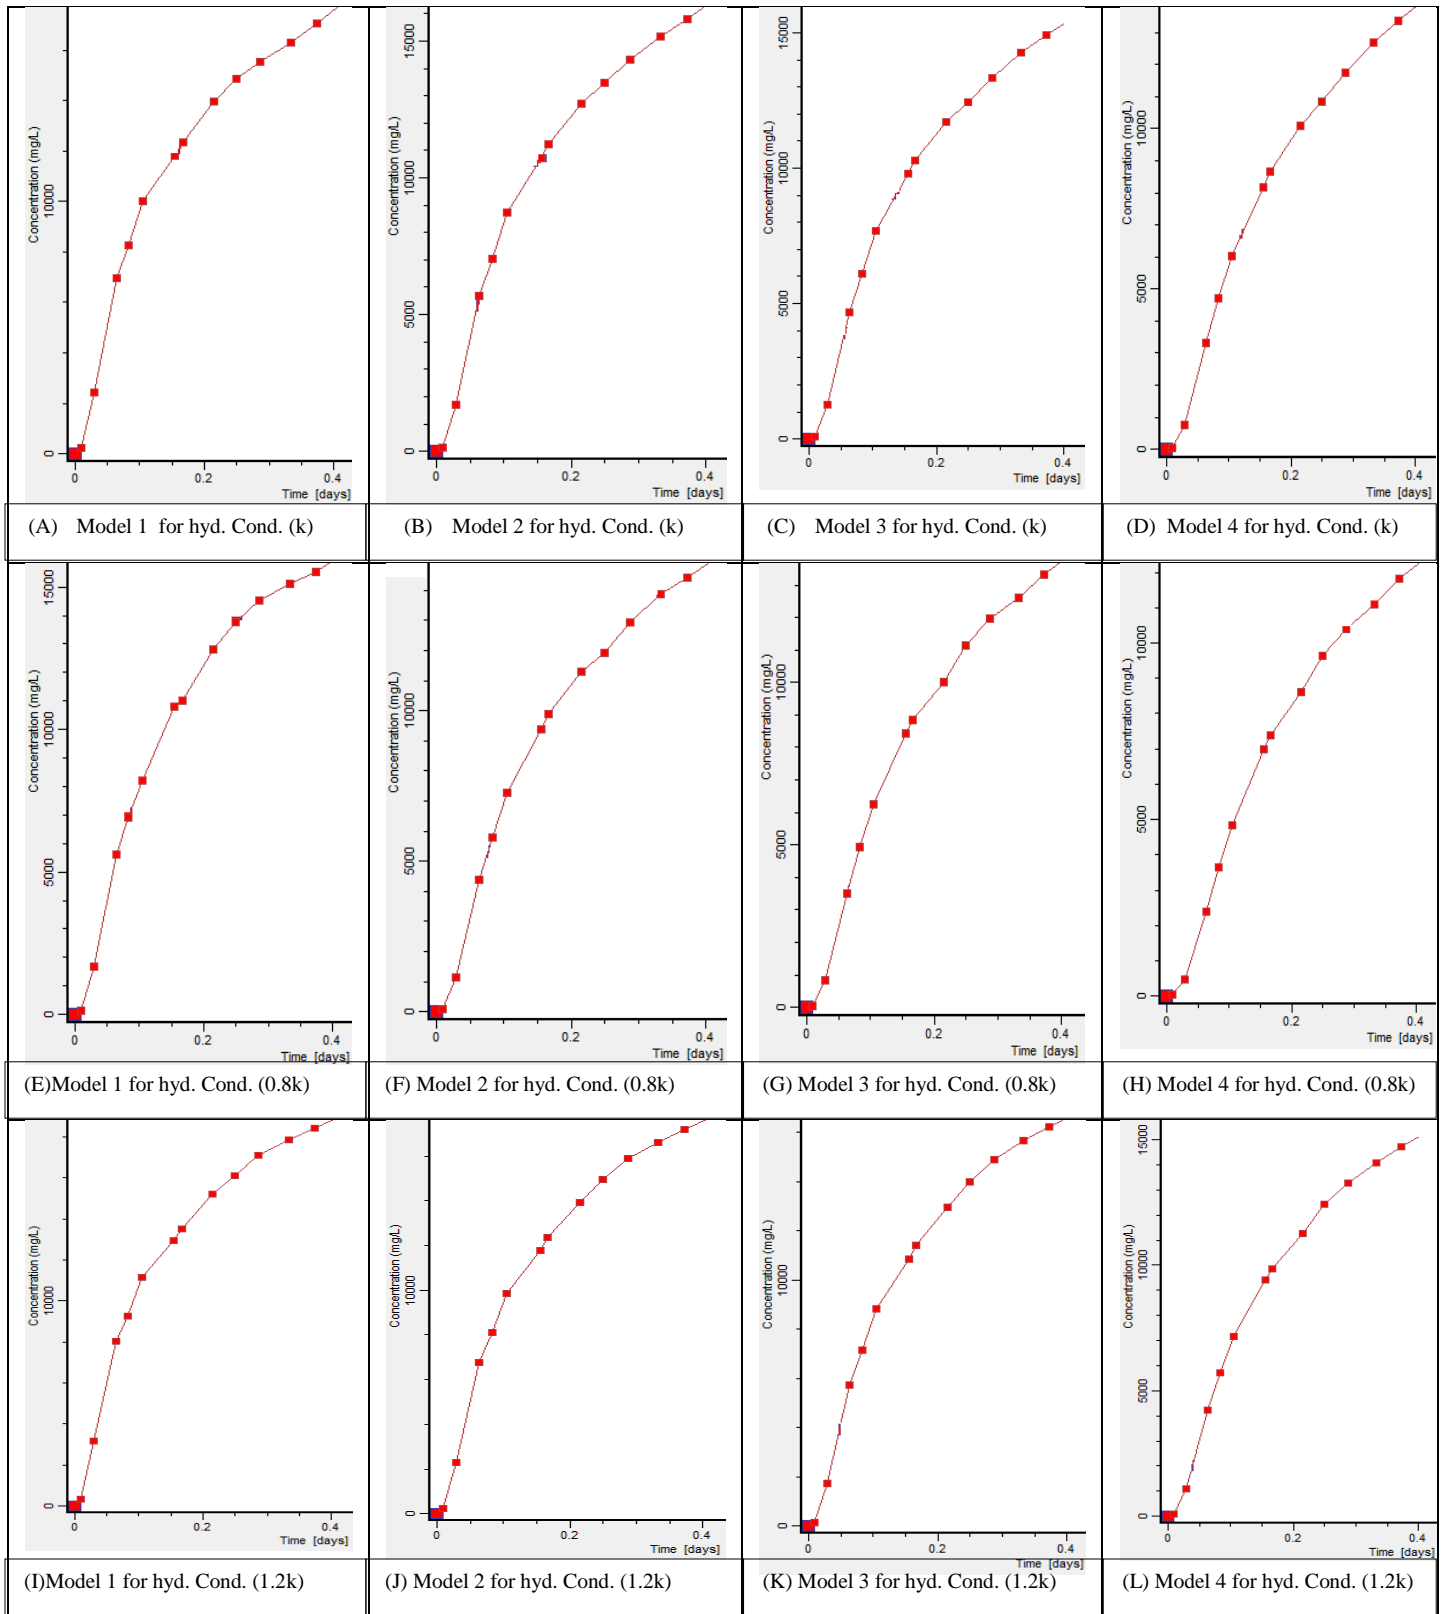 Concentration (mg/L)
10000
0
0
0.2
0.4
Time [days]
(A) Model 1 for hyd. Cond. (k)
Concentration (mg/L)
15000
10000
5000
0
0
0.2
0.4
Time [days]
(B) Model 2 for hyd. Cond. (k)
Concentration (mg/L)
15000
10000
5000
0
0
0.2
0.4
Time [days]
(C) Model 3 for hyd. Cond. (k)
Concentration (mg/L)
10000
5000
0
0
0.2
0.4
Time [days]
(D) Model 4 for hyd. Cond. (k)
Concentration (mg/L)
15000
10000
5000
0
0
0.2
0.4
Time [days]
(E)Model 1 for hyd. Cond. (0.8k)
Concentration (mg/L)
10000
5000
0
0
0.2
0.4
Time [days]
(F) Model 2 for hyd. Cond. (0.8k)
Concentration (mg/L)
10000
5000
0
0
0.2
0.4
Time [days]
(G) Model 3 for hyd. Cond. (0.8k)
Concentration (mg/L)
10000
5000
0
0
0.2
0.4
Time [days]
(H) Model 4 for hyd. Cond. (0.8k)
Concentration (mg/L)
10000
0
0
0.2
0.4
Time [days]
(I)Model 1 for hyd. Cond. (1.2k)
Concentration (mg/L)
10000
0
0
0.2
0.4
Time [days]
(J) Model 2 for hyd. Cond. (1.2k)
Concentration (mg/L)
10000
0
0
0.2
0.4
Time [days]
(K) Model 3 for hyd. Cond. (1.2k)
Concentration (mg/L)
15000
10000
5000
0
0
0.2
0.4
Time [days]
(L) Model 4 for hyd. Cond. (1.2k)